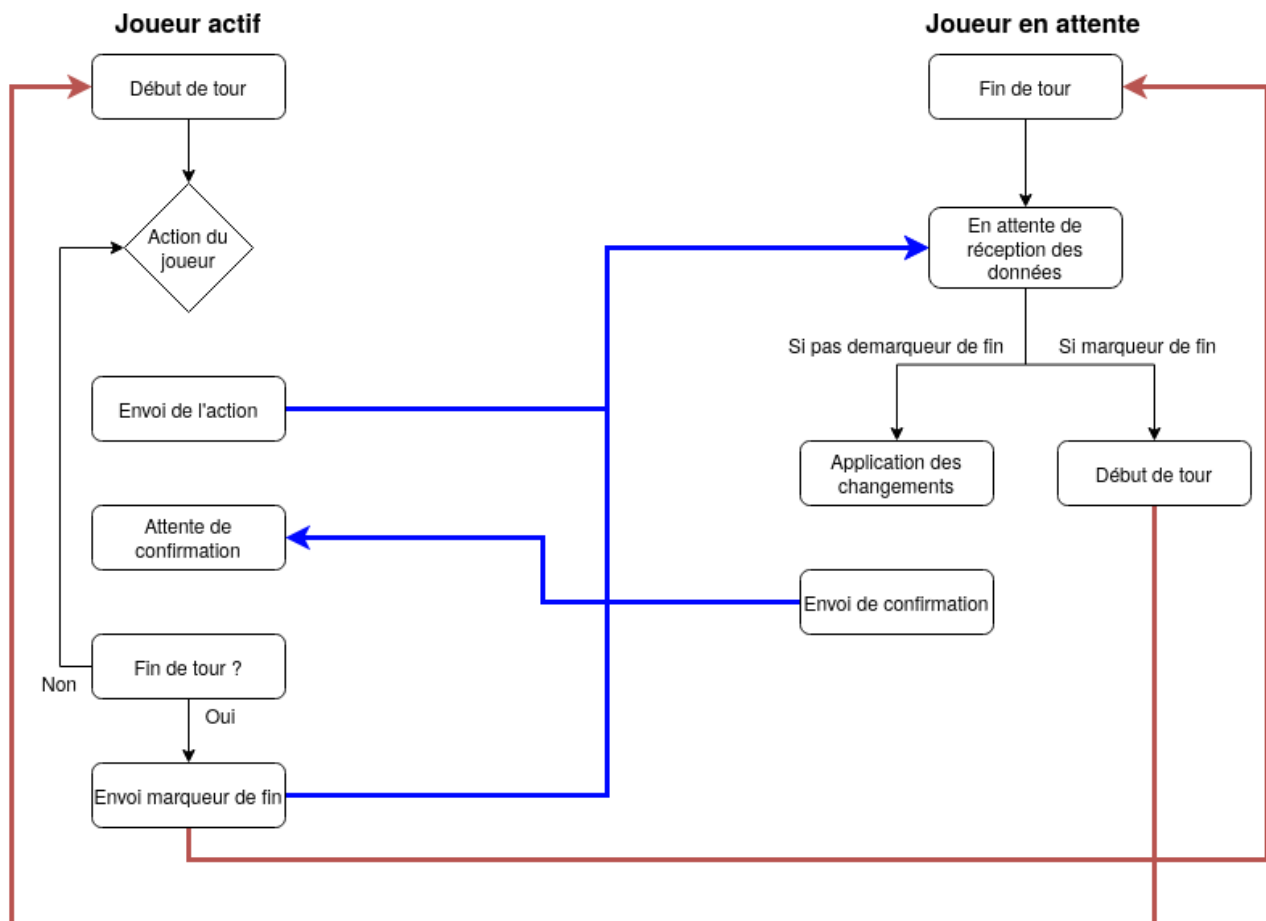 Joueur actif
Joueur en attente
Début de tour
Fin de tour
Action du
joueur
En attente de
réception des
données
Si pas demarqueur de fin
Si marqueur de fin
Envoi de l'action
Application des
changements
Début de tour
Attente de
confirmation
Envoi de confirmation
Fin de tour ?
Non
Oui
Envoi marqueur de fin